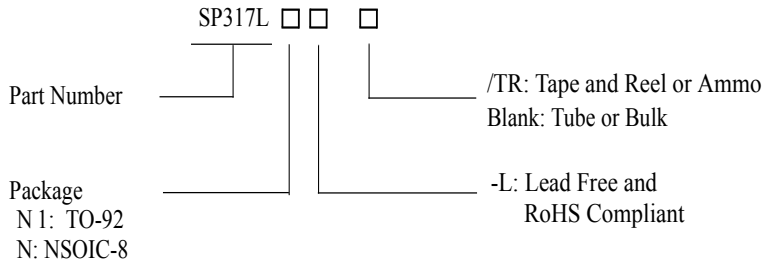 SP317L
Part Number
/TR: Tape and Reel or Ammo
Blank: Tube or Bulk
Package
N 1: TO-92
N: NSOIC-8
-L: Lead Free and
RoHS Compliant